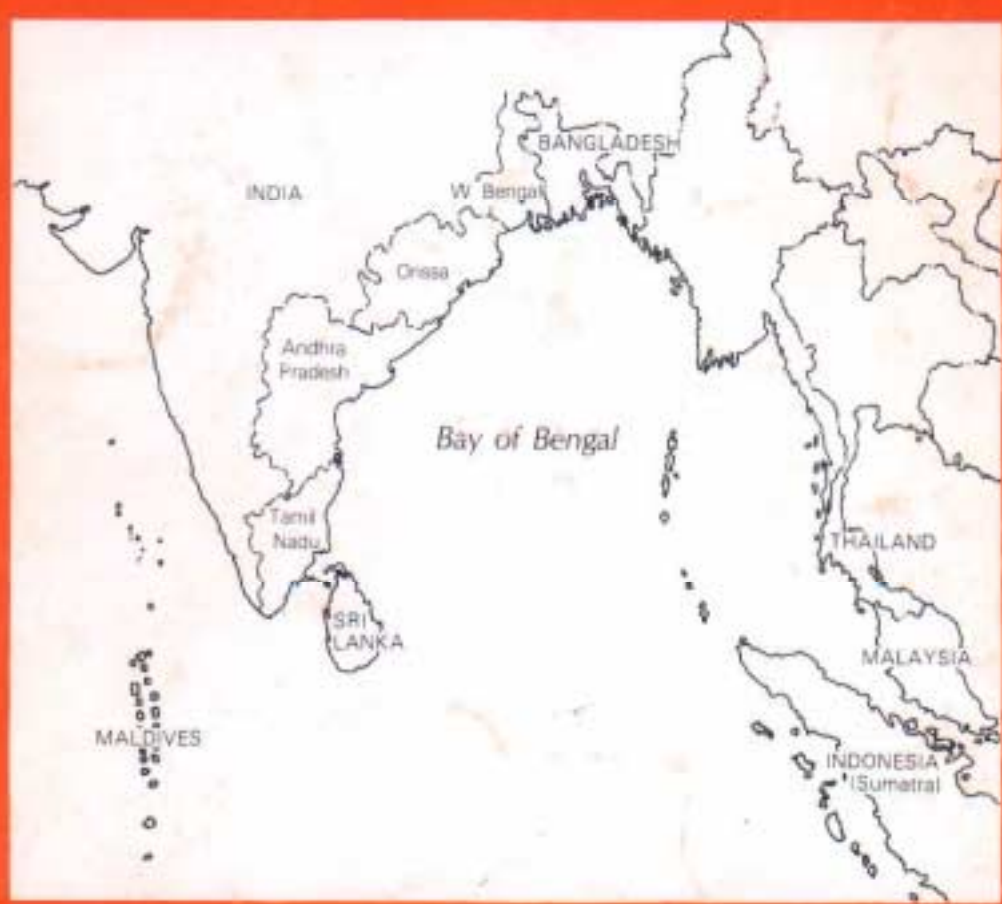 BANGLADESH
INDIA
W Bengal
Orissa
Andhra
Pradesh
Bay of Bengal
Tamil
Nadu
THAILAND
SRI
LANKA
MALAYSIA
MALDIVES
INDONESIA
(Sumatra)